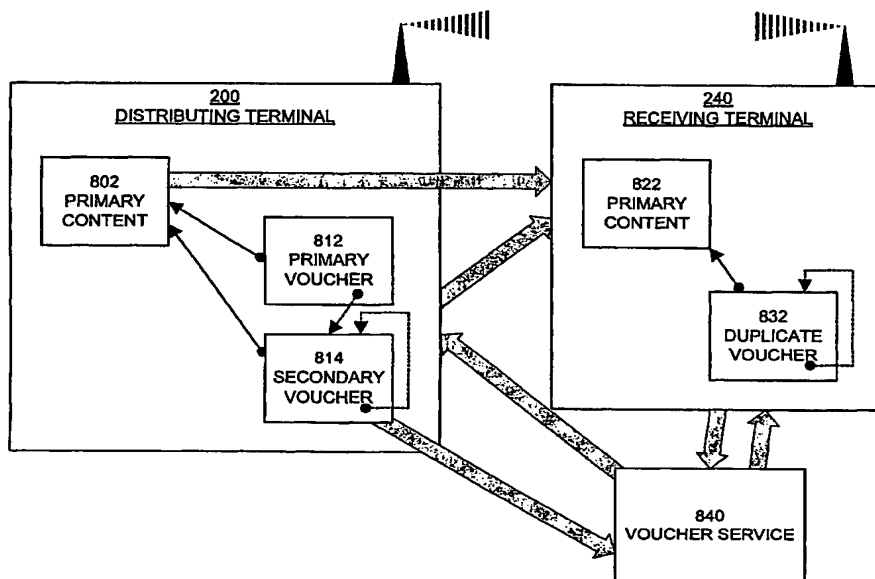 200
DISTRIBUTING TERMINAL
802
PRIMARY
CONTENT
812
PRIMARY
VOUCHER
814
SECONDARY
VOUCHER
240
RECEIVING TERMINAL
822
PRIMARY
CONTENT
832
DUPLICATE
VOUCHER
840
VOUCHER SERVICE